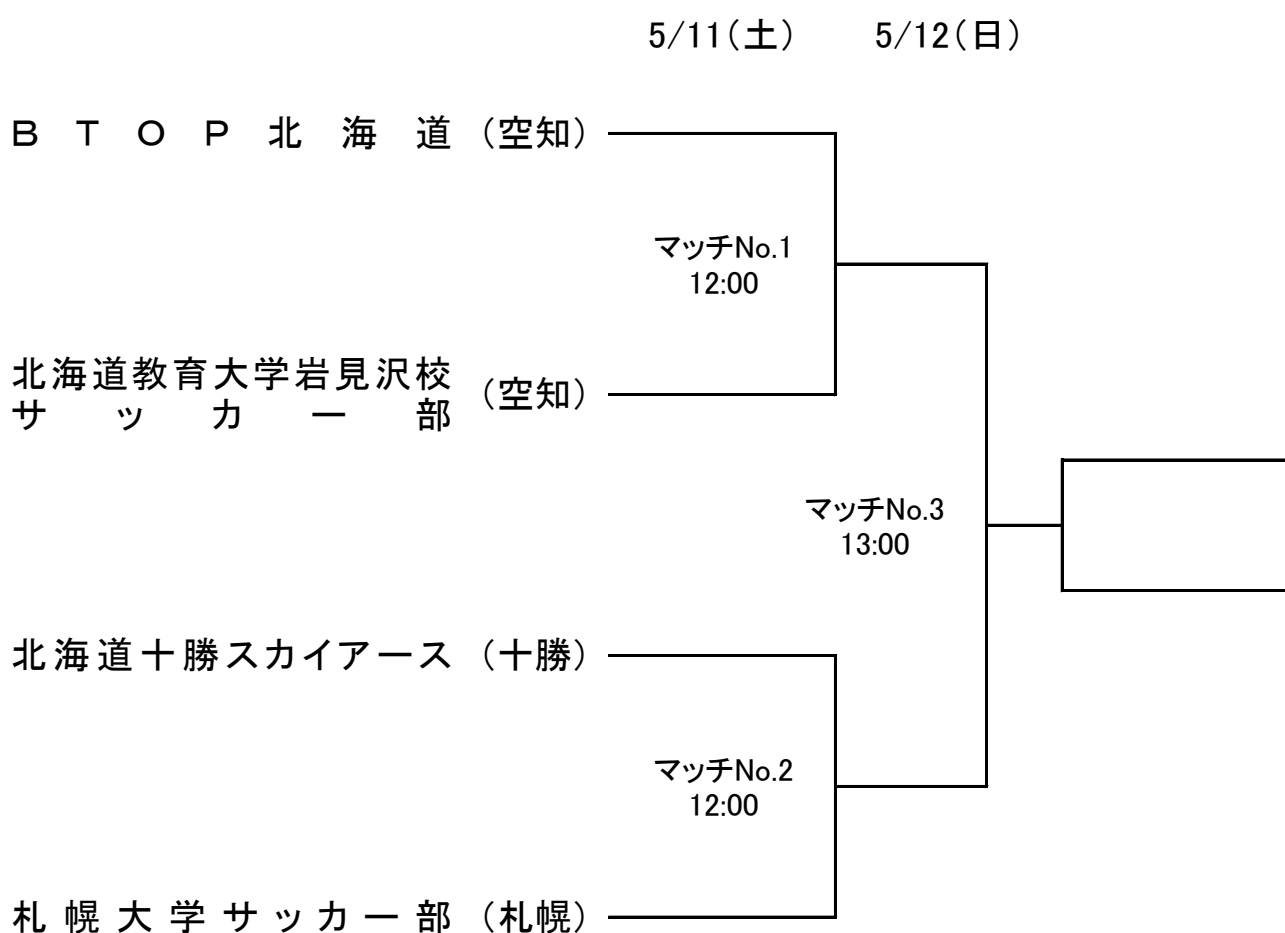 5/11(土) 5/12(日)
BTOP北海道 (空知)
マッチNo.1
12:00
北海道教育大学岩見沢校
サッカー部 (空知)
マッチNo.3
13:00
北海道十勝スカイアース (十勝)
マッチNo.2
12:00
札幌大学サッカー部 (札幌)